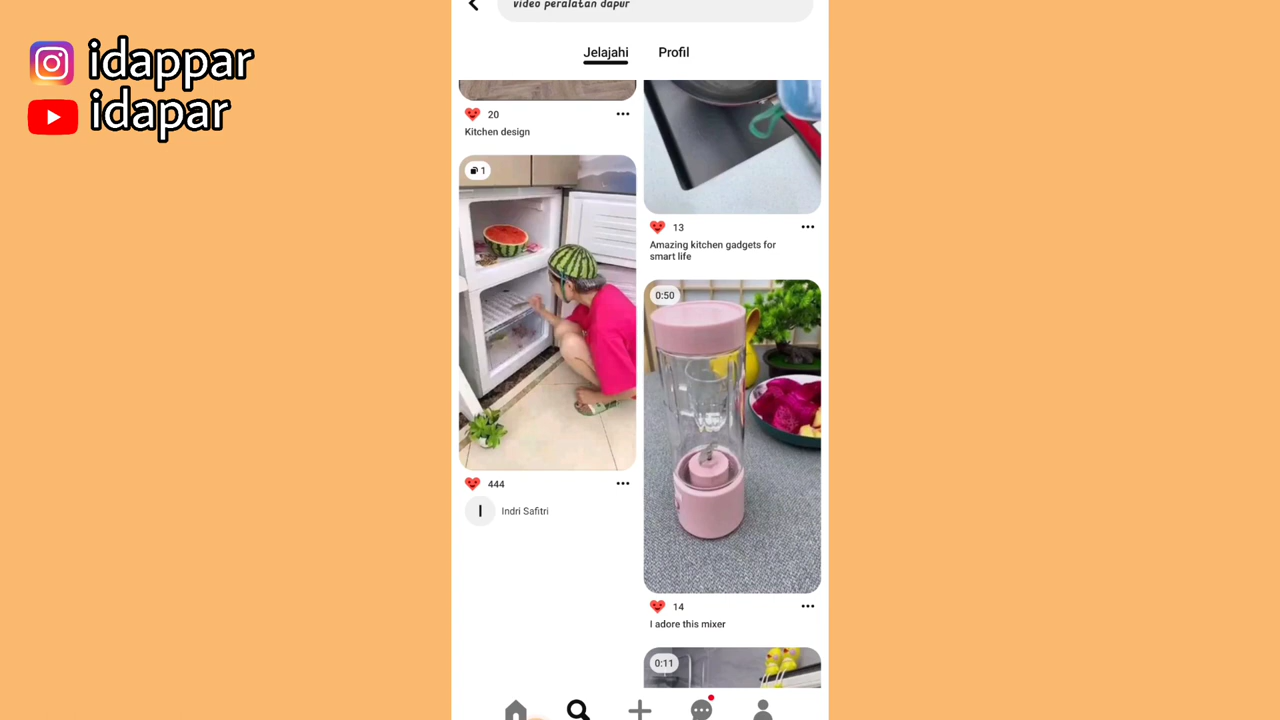 idappar
idapar
video peralatan dapur
Jelajahi
Profil
20
Kitchen design
1
444
I
Indri Safitri
13
Amazing kitchen gadgets for
smart life
0:50
14
I adore this mixer
0:11